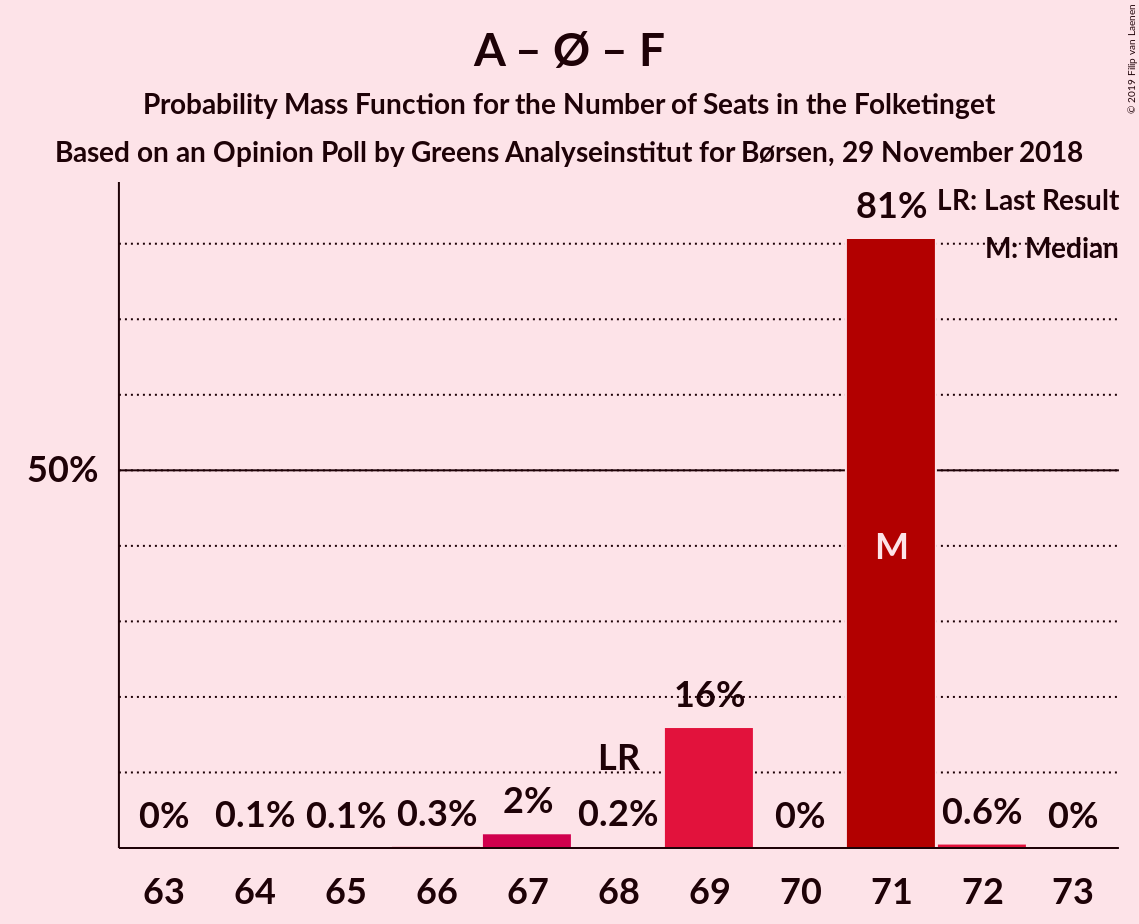 A – Ø – F
Probability Mass Function for the Number of Seats in the Folketinget
Based on an Opinion Poll by Greens Analyseinstitut for Børsen, 29 November 2018
© 2019 Filip van Laenen
LR: Last Result
M: Median
50%
0% 0.1% 0.1% 0.3% 2% 0.2% 16% 0% 81% 0.6% 0%
LR
M
63 64 65 66 67 68 69 70 71 72 73